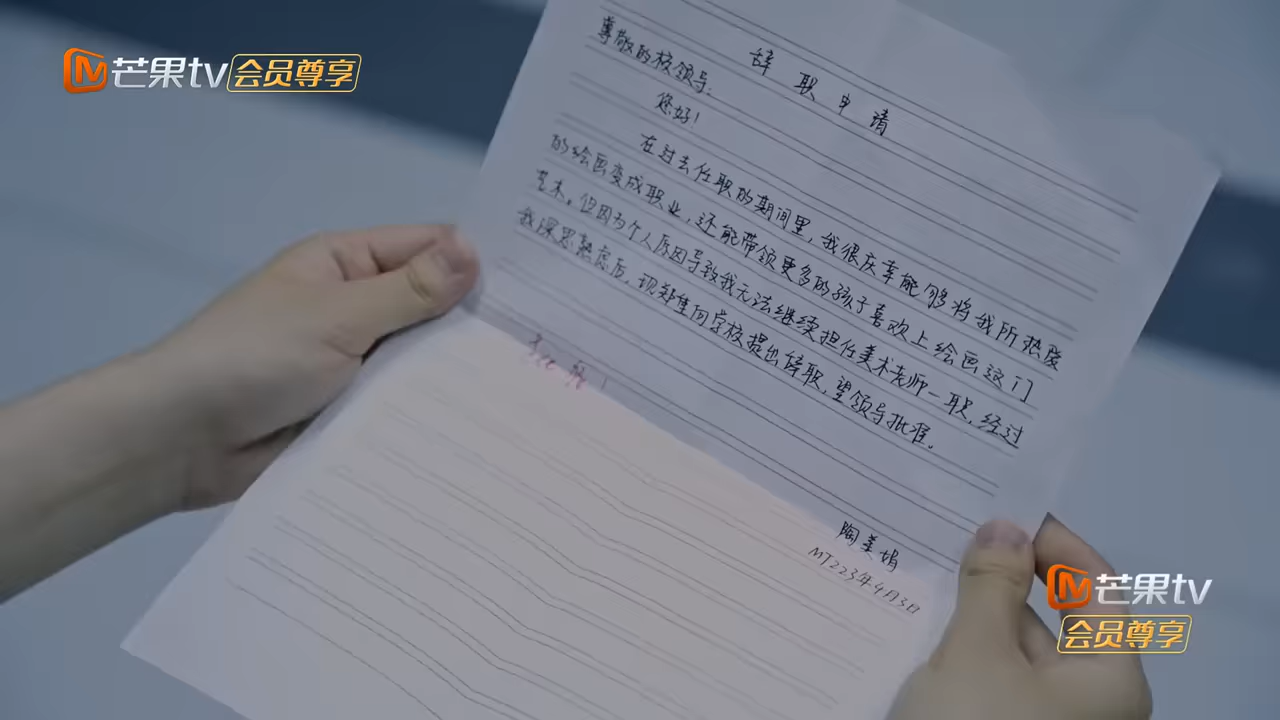 芒果tv 会员尊享
辞职申请
尊敬的校领导:
您好!
在过去任职的期间里,我很庆幸能够将我所热爱
的绘画变成职业,还能带领更多的孩子喜欢上绘画这门
艺术。但因为个人原因导致我无法继续担任美术老师一职,经过
我深思熟虑后,现郑重向学校提出辞职,望领导批准。
陶美娟
MT223年4月3日
芒果tv
会员尊享